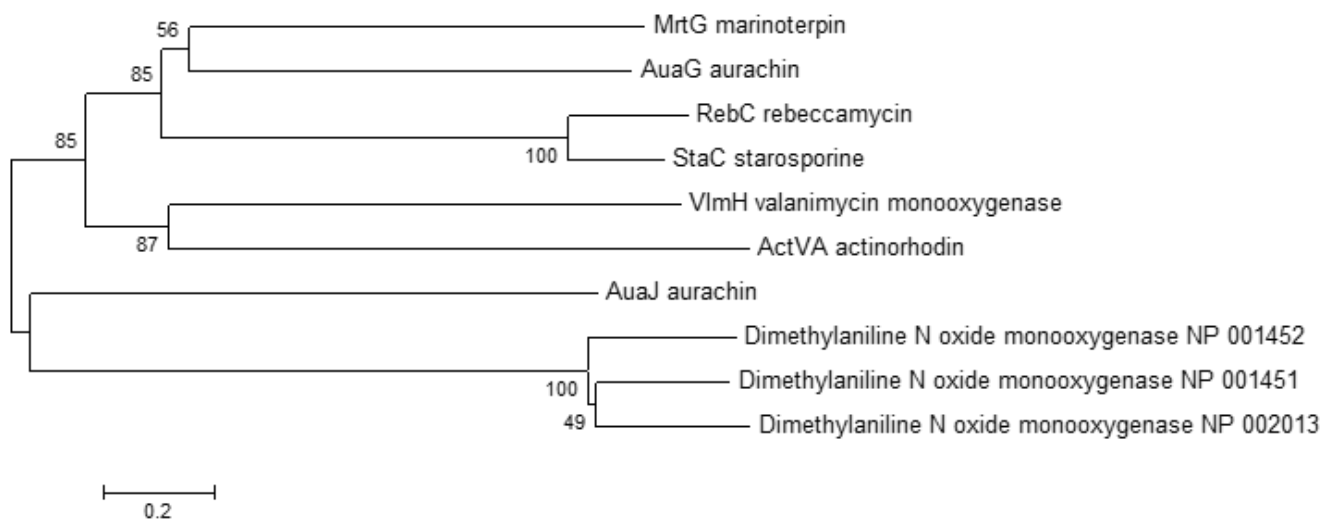 56
MrtG marinoterpin
AuaG aurachin
85
RebC rebeccamycin
85
100
StaC starosporine
VlmH valanimycin monooxygenase
87
ActVA actinorhodin
AuaJ aurachin
Dimethylaniline N oxide monooxygenase NP 001452
100
Dimethylaniline N oxide monooxygenase NP 001451
49
Dimethylaniline N oxide monooxygenase NP 002013
0.2